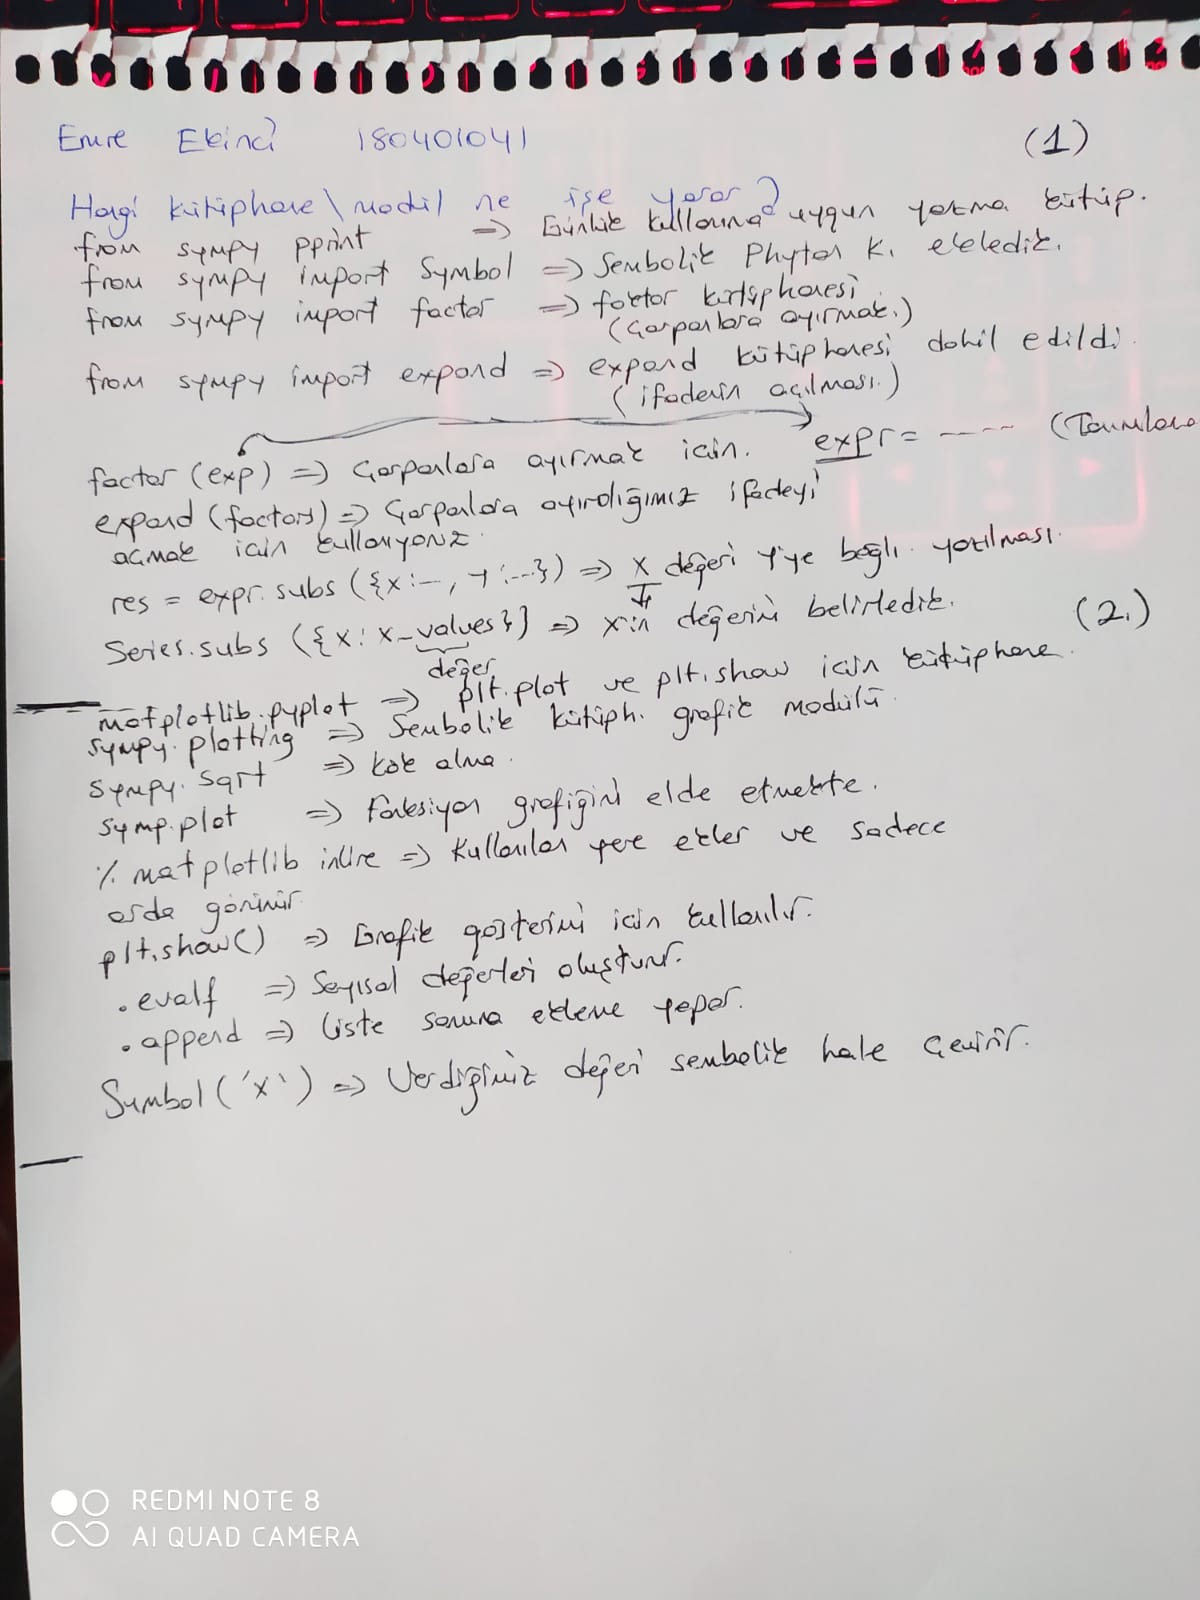 Emre Ekinci 180401041 (1)
Hangi kütüphane \ modül ne işe yarar?
from sympy pprint => Günlük kullanıma uygun yazma kütüp.
from sympy import Symbol => Sembolik Phyton K. ekledik.
from sympy import factor => faktör kütüphanesi
(Çarpanlara ayırmak.)
from sympy import expand => expand kütüphanesi dahil edildi.
(ifadenin açılması.)
factor (exp) => Çarpanlara ayırmak için. expr = ---- (Tanımlama
expand (factors) => Çarpanlara ayırdığımız ifadeyi
açmak için kullanıyoruz.
res = expr.subs ({x:--, y:---}) => x değeri y'ye bağlı yazılması.
Series.subs ({x: x_values}) => x'in değerini belirledik. (2.)
değer
matplotlib.pyplot => plt.plot ve plt.show için kütüphane.
sympy.plotting => Sembolik kütüph. grafik modülü.
sympy.sqrt => kök alma.
symp.plot => Fonksiyon grafiğini elde etmekte.
% matplotlib inline => Kullanılan yere ekler ve sadece
orda görünür.
plt.show() => Grafik gösterimi için kullanılır.
.evalf => Sayısal değerleri oluşturur.
.append => Liste sonuna ekleme yapar.
Sumbol ('x') => Verdiğimiz değeri sembolik hale çevirir.
REDMI NOTE 8
AI QUAD CAMERA